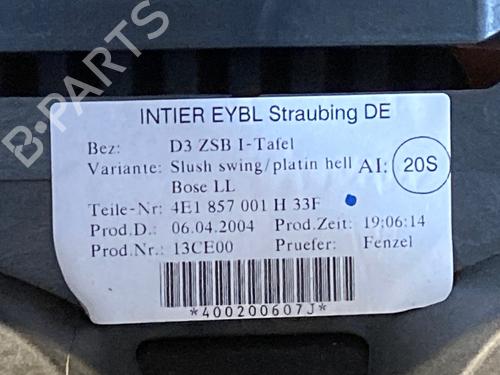 B-PARTS
INTIER EYBL Straubing DE
Bez: D3 ZSB I-Tafel
Variante: Slush swing/platin hell AI: 20S
Bose LL
Teile-Nr: 4E1 857 001 H 33F
Prod.D.: 06.04.2004 Prod.Zeit: 19:06:14
Prod.Nr.: 13CE00 Pruefer: Fenzel
*400200607J*